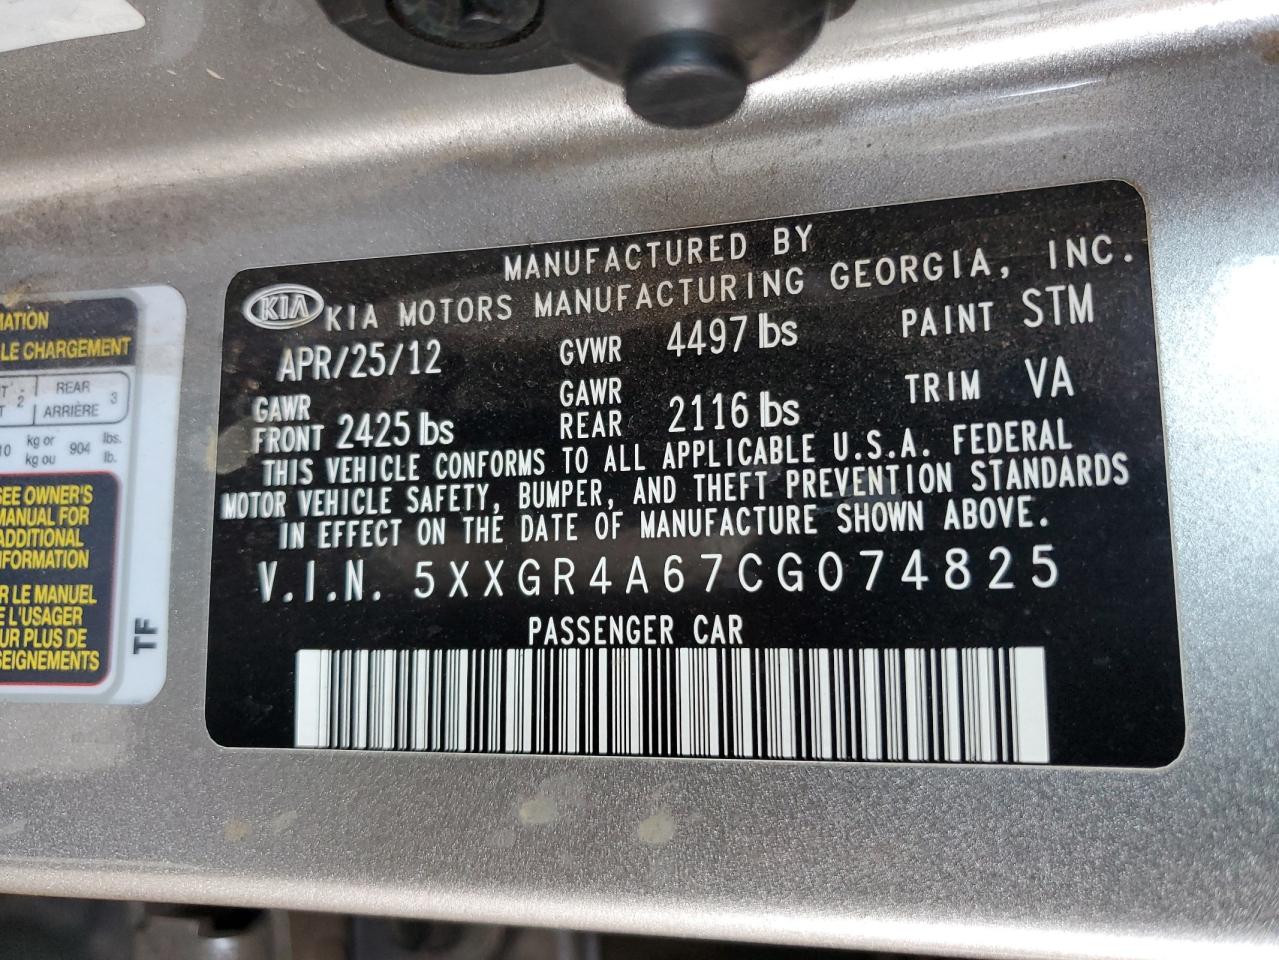 MANUFACTURED BY
KIA KIA MOTORS MANUFACTURING GEORGIA, INC.
APR/25/12 GVWR 4497 lbs PAINT STM
GAWR FRONT 2425 lbs GAWR REAR 2116 lbs TRIM VA
THIS VEHICLE CONFORMS TO ALL APPLICABLE U.S.A. FEDERAL
MOTOR VEHICLE SAFETY, BUMPER, AND THEFT PREVENTION STANDARDS
IN EFFECT ON THE DATE OF MANUFACTURE SHOWN ABOVE.
V.I.N. 5XXGR4A67CG074825
PASSENGER CAR
MATION
LE CHARGEMENT
2 REAR ARRIÈRE 3
10 kg or kg ou 904 lbs. lb.
SEE OWNER'S
MANUAL FOR
ADDITIONAL
INFORMATION
R LE MANUEL
E L'USAGER
UR PLUS DE
SEIGNEMENTS
TF